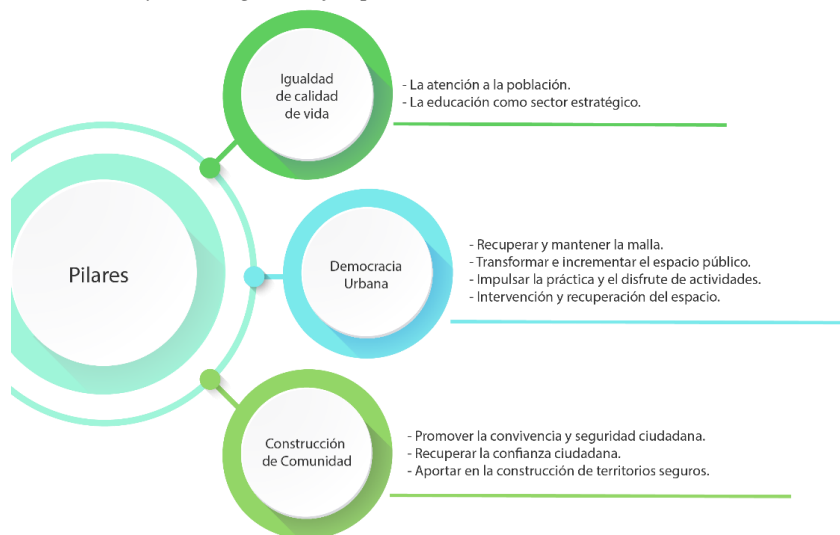 Pilares
Igualdad
de calidad
de vida
- La atención a la población.
- La educación como sector estratégico.
Democracia
Urbana
- Recuperar y mantener la malla.
- Transformar e incrementar el espacio público.
- Impulsar la práctica y el disfrute de actividades.
- Intervención y recuperación del espacio.
Construcción
de Comunidad
- Promover la convivencia y seguridad ciudadana.
- Recuperar la confianza ciudadana.
- Aportar en la construcción de territorios seguros.